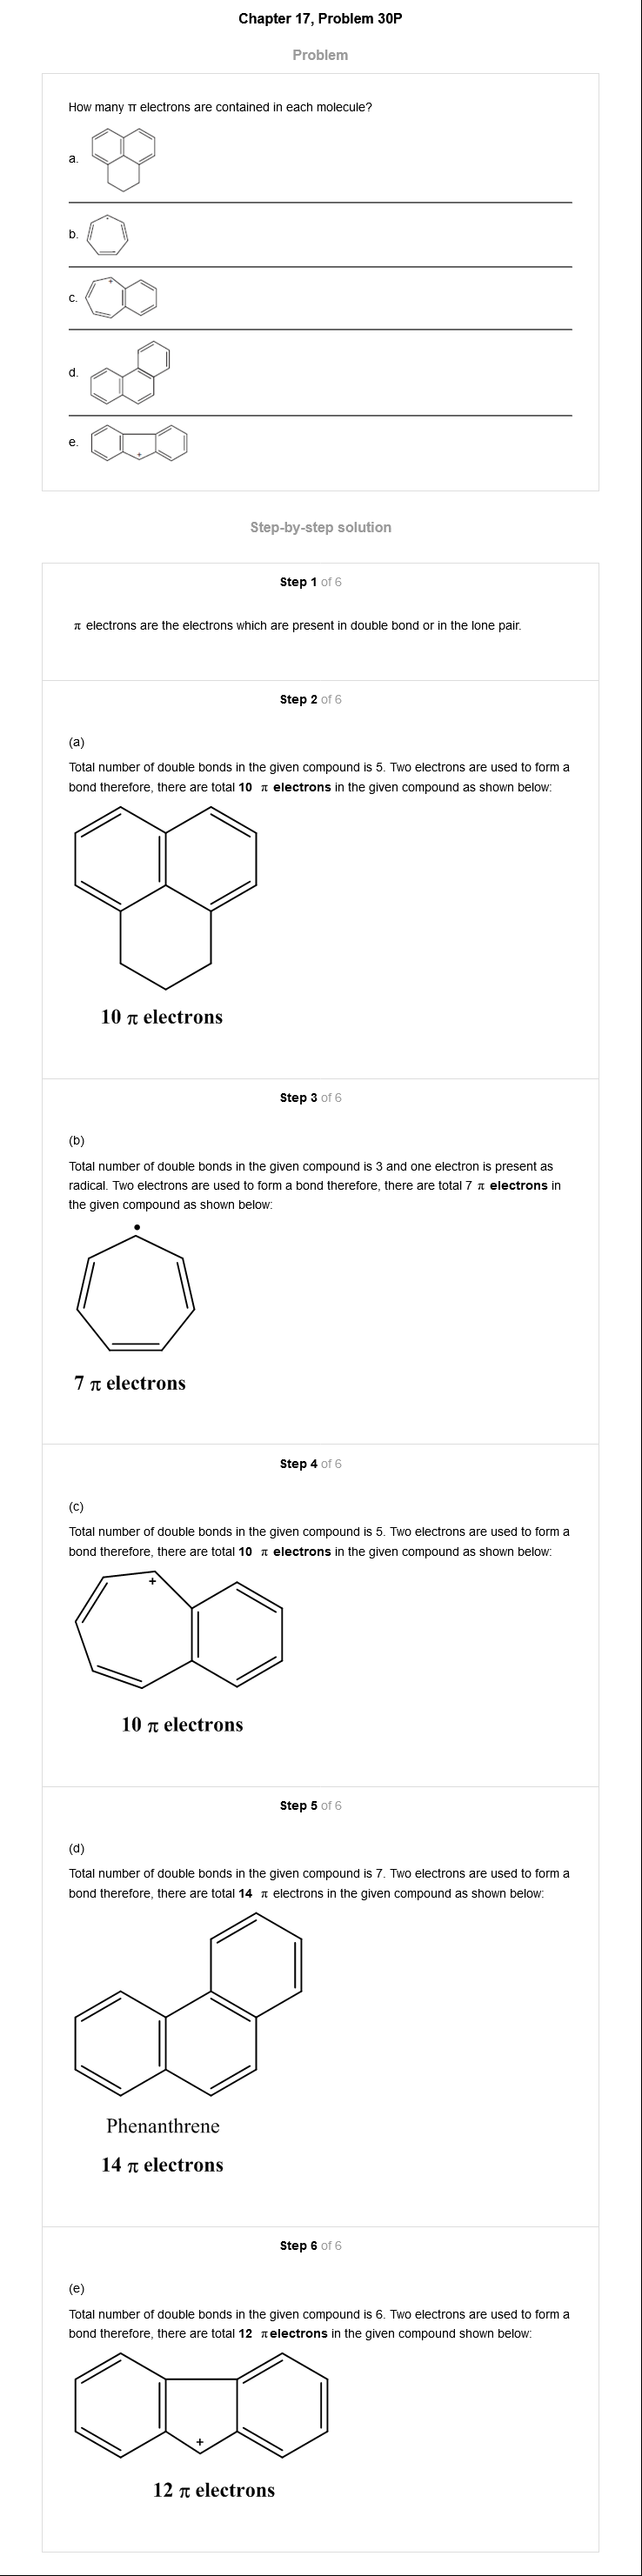 Chapter 17, Problem 30P
Problem
How many π electrons are contained in each molecule?
a.
b.
c.
+
d.
e.
+
Step-by-step solution
Step 1 of 6
π electrons are the electrons which are present in double bond or in the lone pair.
Step 2 of 6
(a)
Total number of double bonds in the given compound is 5. Two electrons are used to form a
bond therefore, there are total 10 π electrons in the given compound as shown below:
10 π electrons
Step 3 of 6
(b)
Total number of double bonds in the given compound is 3 and one electron is present as
radical. Two electrons are used to form a bond therefore, there are total 7 π electrons in
the given compound as shown below:
7 π electrons
Step 4 of 6
(c)
Total number of double bonds in the given compound is 5. Two electrons are used to form a
bond therefore, there are total 10 π electrons in the given compound as shown below:
+
10 π electrons
Step 5 of 6
(d)
Total number of double bonds in the given compound is 7. Two electrons are used to form a
bond therefore, there are total 14 π electrons in the given compound as shown below:
Phenanthrene
14 π electrons
Step 6 of 6
(e)
Total number of double bonds in the given compound is 6. Two electrons are used to form a
bond therefore, there are total 12 π electrons in the given compound shown below:
+
12 π electrons